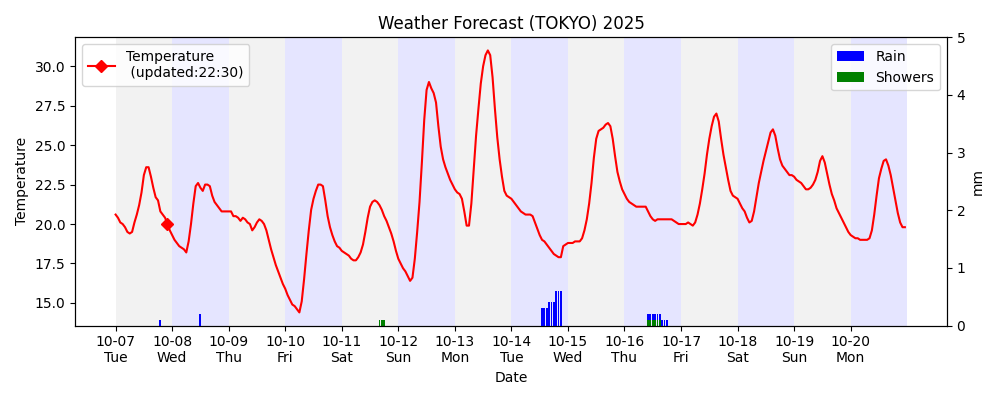 Weather Forecast (TOKYO) 2025
Temperature
(updated:22:30)
Rain
Showers
30.0
27.5
25.0
22.5
20.0
17.5
15.0
Temperature
5
4
3
2
1
0
mm
10-07 10-08 10-09 10-10 10-11 10-12 10-13 10-14 10-15 10-16 10-17 10-18 10-19 10-20
Tue Wed Thu Fri Sat Sun Mon Tue Wed Thu Fri Sat Sun Mon
Date